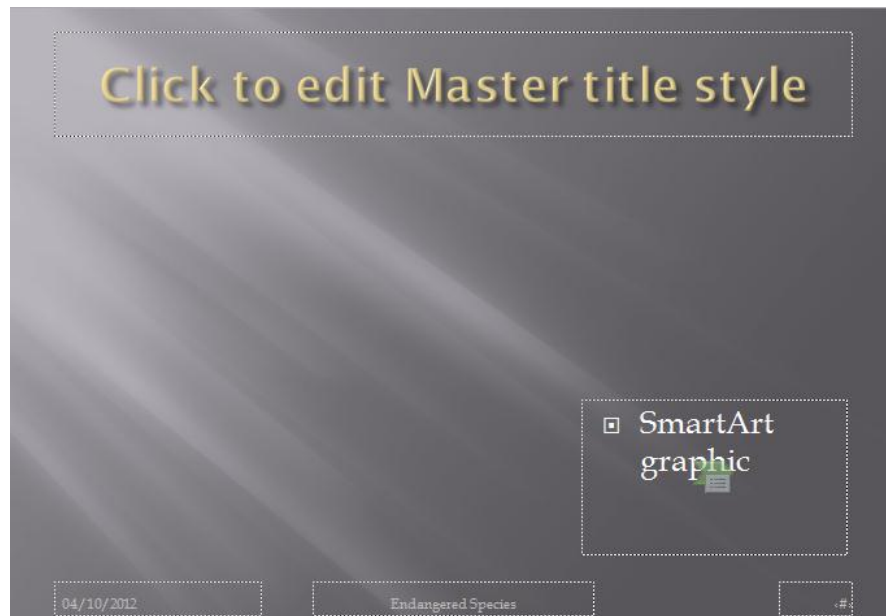 Click to edit Master title style
SmartArt
graphic
04/10/2012
Endangered Species
‹#